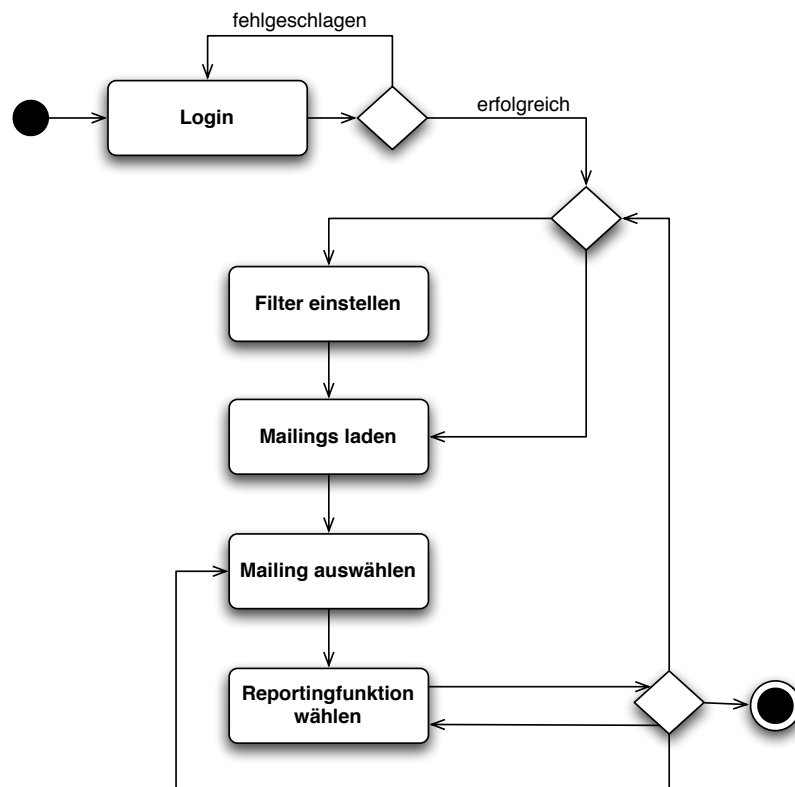 fehlgeschlagen
Login
erfolgreich
Filter einstellen
Mailings laden
Mailing auswählen
Reportingfunktion
wählen